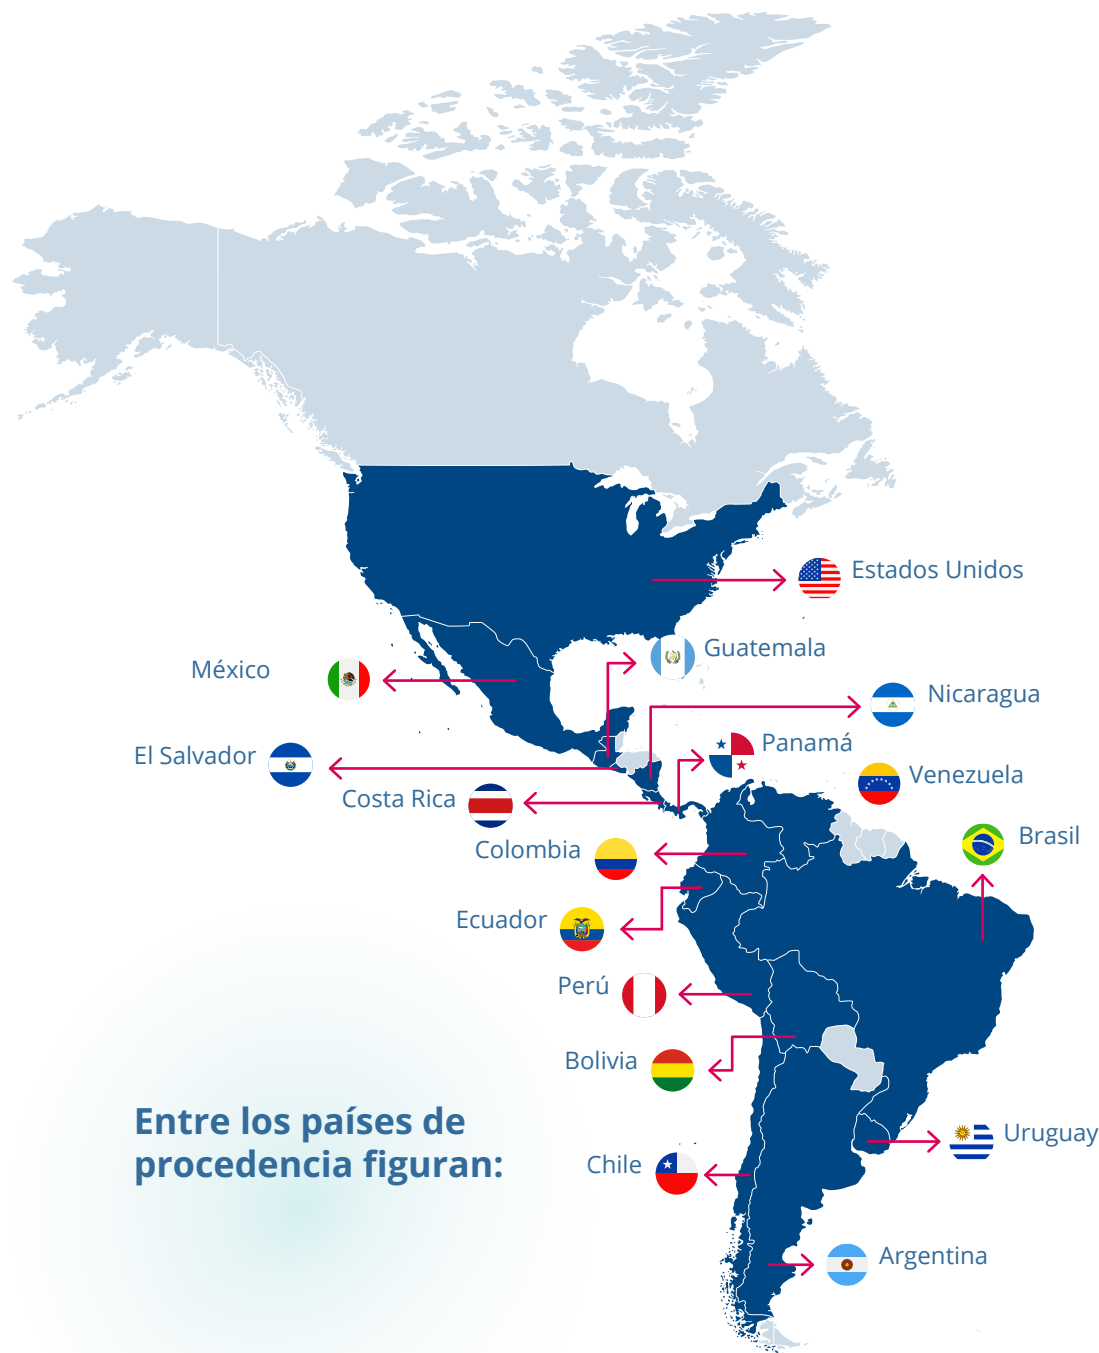 Estados Unidos
Guatemala
México
Nicaragua
Panamá
El Salvador
Venezuela
Costa Rica
Brasil
Colombia
Ecuador
Perú
Bolivia
Entre los países de
procedencia figuran:
Uruguay
Chile
Argentina